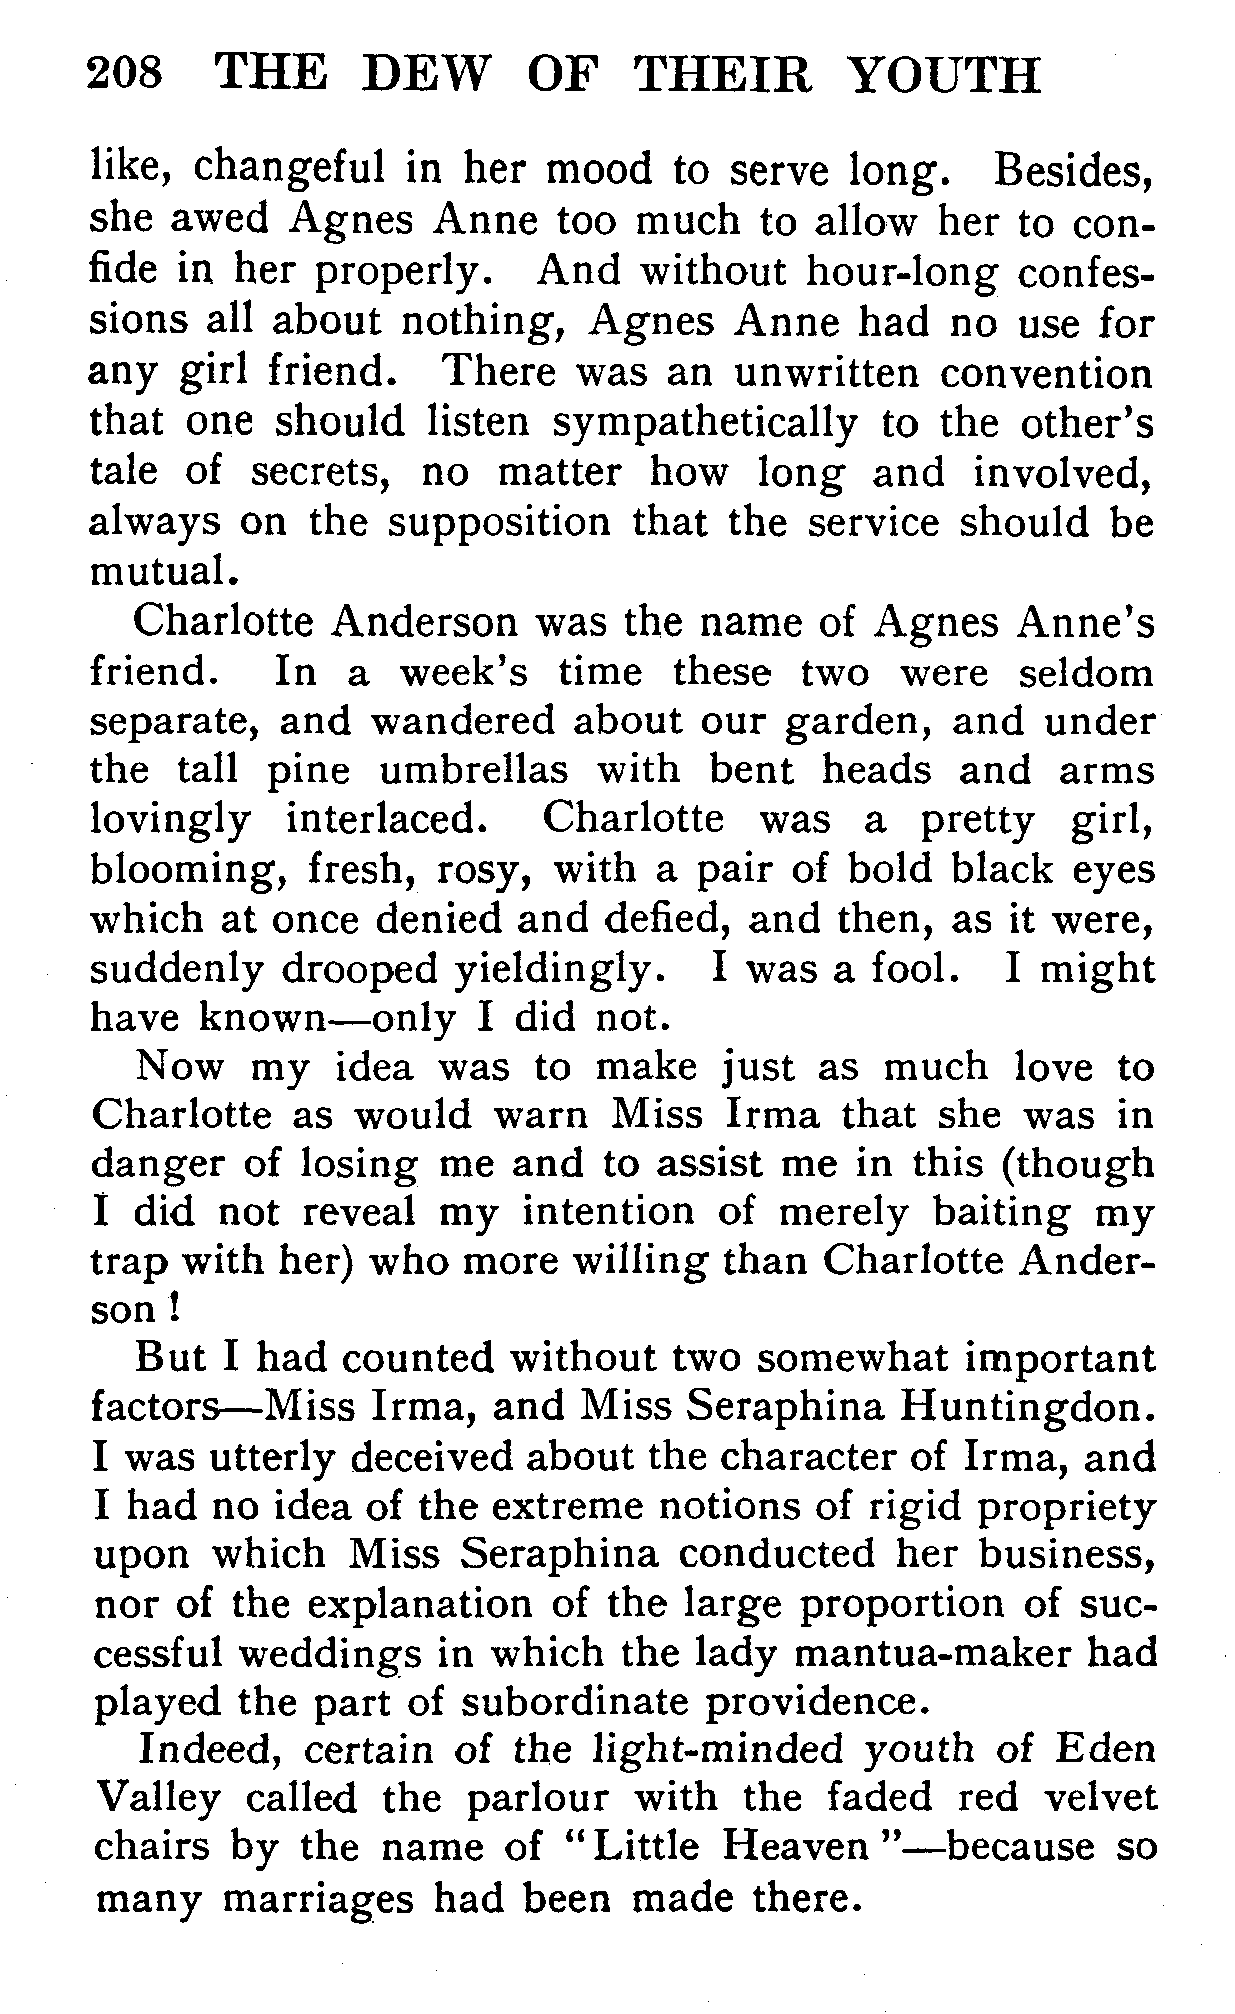 208 THE DEW OF THEIR YOUTH
like, changeful in her mood to serve long. Besides,
she awed Agnes Anne too much to allow her to con-
fide in her properly. And without hour-long confes-
sions all about nothing, Agnes Anne had no use for
any girl friend. There was an unwritten convention
that one should listen sympathetically to the other's
tale of secrets, no matter how long and involved,
always on the supposition that the service should be
mutual.
Charlotte Anderson was the name of Agnes Anne's
friend. In a week's time these two were seldom
separate, and wandered about our garden, and under
the tall pine umbrellas with bent heads and arms
lovingly interlaced. Charlotte was a pretty girl,
blooming, fresh, rosy, with a pair of bold black eyes
which at once denied and defied, and then, as it were,
suddenly drooped yieldingly. I was a fool. I might
have known—only I did not.
Now my idea was to make just as much love to
Charlotte as would warn Miss Irma that she was in
danger of losing me and to assist me in this (though
I did not reveal my intention of merely baiting my
trap with her) who more willing than Charlotte Ander-
son !
But I had counted without two somewhat important
factors—Miss Irma, and Miss Seraphina Huntingdon.
I was utterly deceived about the character of Irma, and
I had no idea of the extreme notions of rigid propriety
upon which Miss Seraphina conducted her business,
nor of the explanation of the large proportion of suc-
cessful weddings in which the lady mantua-maker had
played the part of subordinate providence.
Indeed, certain of the light-minded youth of Eden
Valley called the parlour with the faded red velvet
chairs by the name of “ Little Heaven ”—because so
many marriages had been made there.